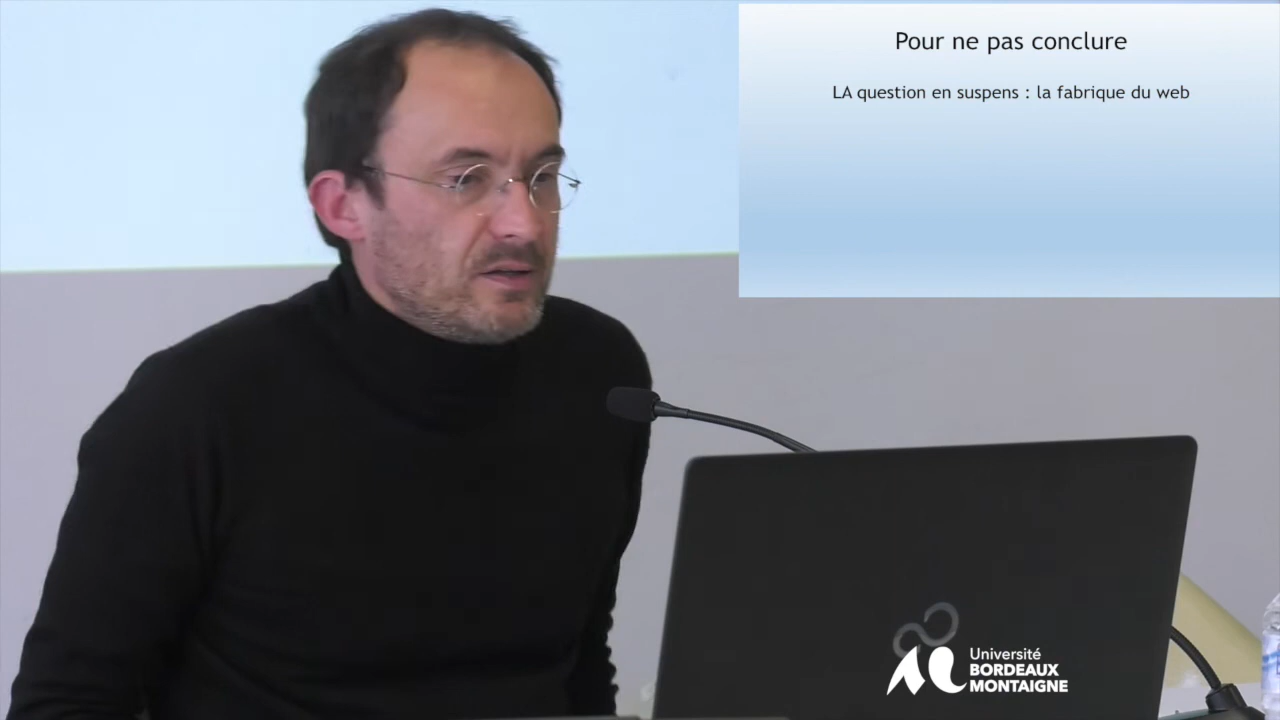 Pour ne pas conclure
LA question en suspens : la fabrique du web
Université
BORDEAUX
MONTAIGNE